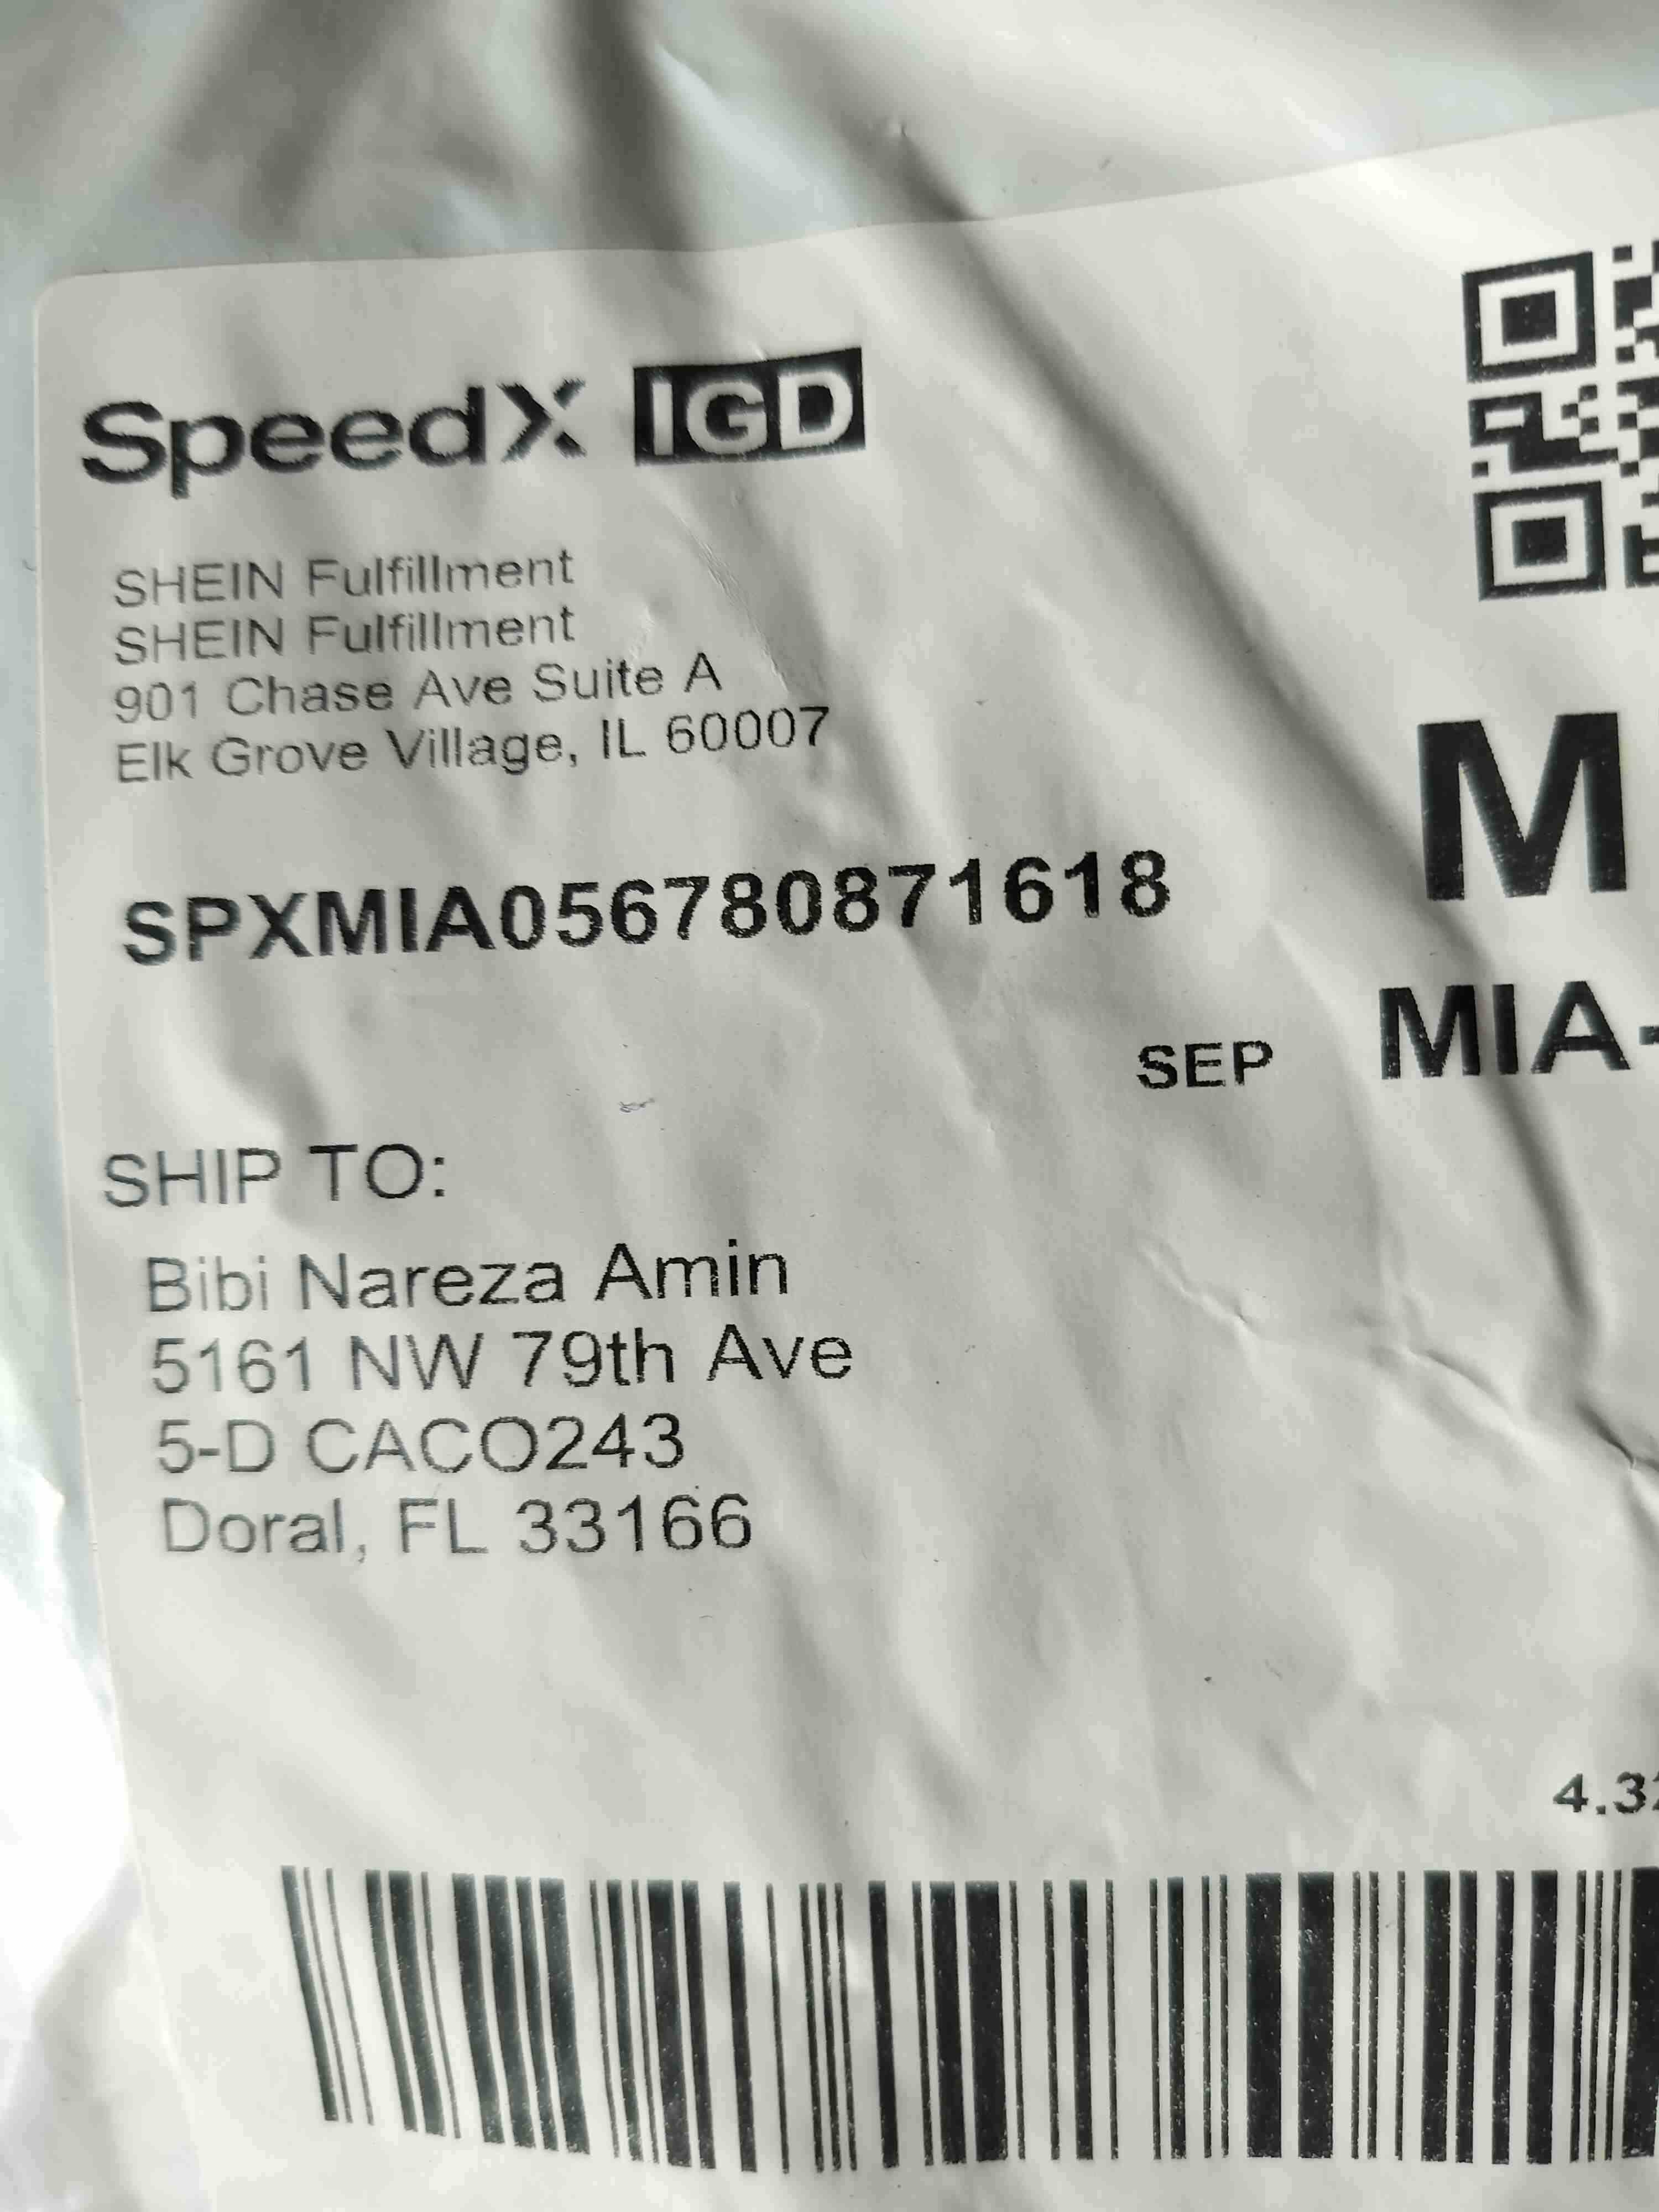 SpeedX IGD
SHEIN Fulfillment
SHEIN Fulfillment
901 Chase Ave Suite A
Elk Grove Village, IL 60007
M
SPXMIA056780871618
MIA-
SEP
SHIP TO:
Bibi Nareza Amin
5161 NW 79th Ave
5-D CACO243
Doral, FL 33166